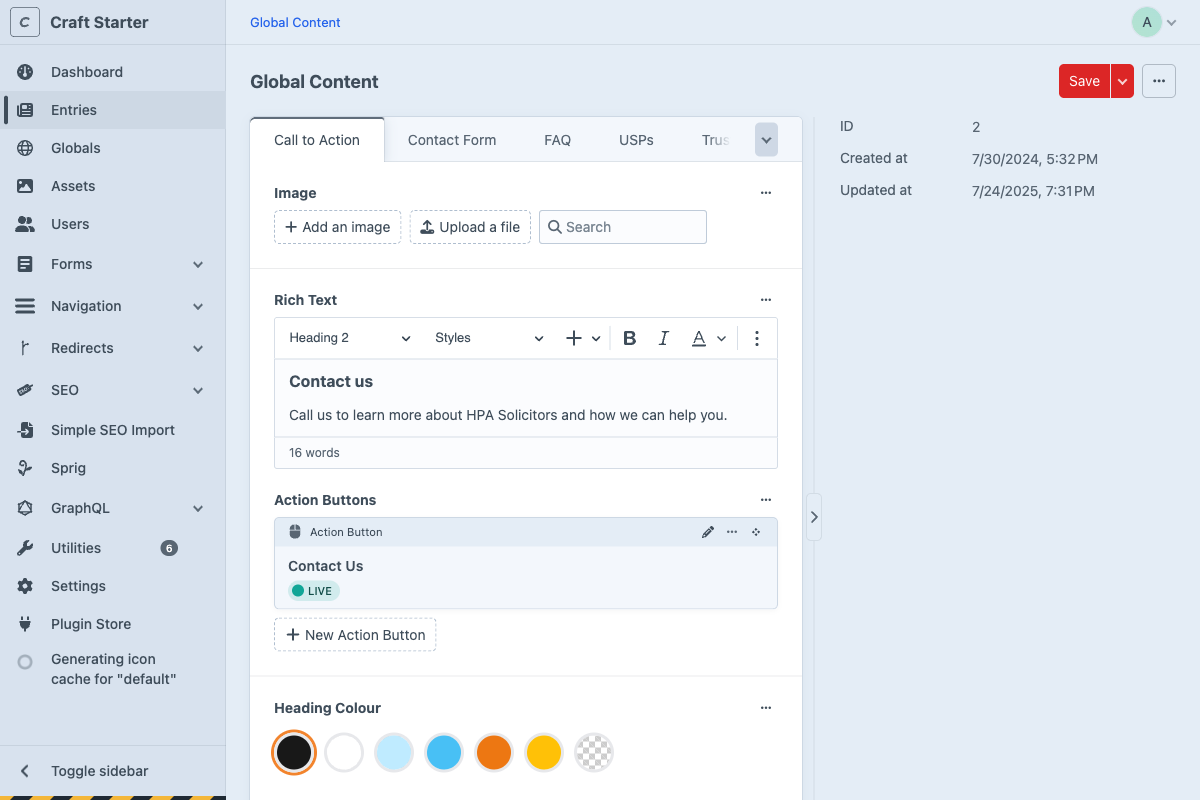 C Craft Starter
Global Content
A
Dashboard
Entries
Globals
Assets
Users
Forms
Navigation
Redirects
SEO
Simple SEO Import
Sprig
GraphQL
Utilities 6
Settings
Plugin Store
Generating icon
cache for "default"
Toggle sidebar
Global Content
Save
Call to Action Contact Form FAQ USPs Trus
Image
Add an image Upload a file Search
Rich Text
Heading 2 Styles B I A
Contact us
Call us to learn more about HPA Solicitors and how we can help you.
16 words
Action Buttons
Action Button
Contact Us
LIVE
New Action Button
Heading Colour
ID 2
Created at 7/30/2024, 5:32 PM
Updated at 7/24/2025, 7:31 PM